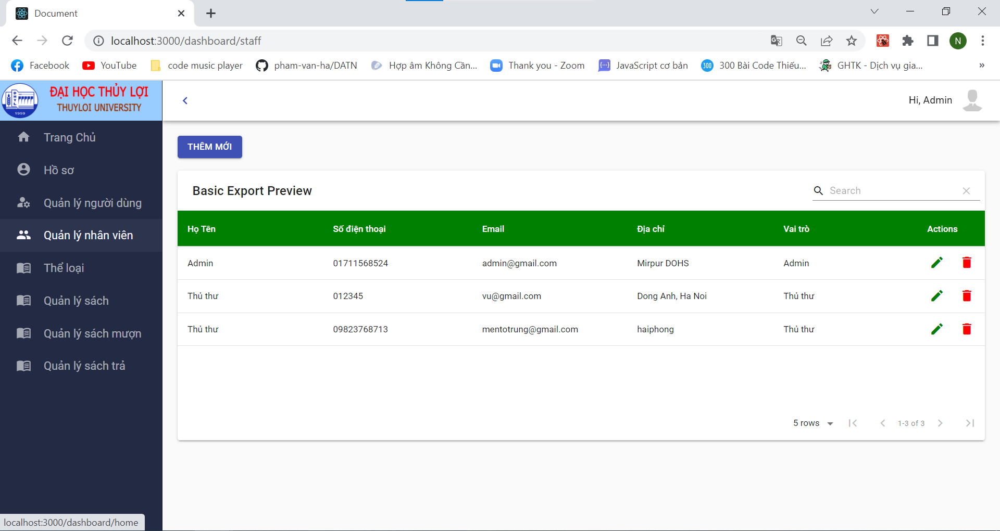 Document
localhost:3000/dashboard/staff
Facebook
YouTube
code music player
pham-van-ha/DATN
Hợp âm Không Cần...
Thank you - Zoom
JavaScript cơ bản
300
300 Bài Code Thiếu...
GHTK - Dịch vụ gia...
»
N
1959
ĐẠI HỌC THỦY LỢI
THUYLOI UNIVERSITY
Hi, Admin
Trang Chủ
Hồ sơ
Quản lý người dùng
Quản lý nhân viên
Thể loại
Quản lý sách
Quản lý sách mượn
Quản lý sách trả
THÊM MỚI
Basic Export Preview
Search
Họ Tên Số điện thoại Email Địa chỉ Vai trò Actions
Admin 01711568524 admin@gmail.com Mirpur DOHS Admin
Thủ thư 012345 vu@gmail.com Dong Anh, Ha Noi Thủ thư
Thủ thư 09823768713 mentotrung@gmail.com haiphong Thủ thư
5 rows 1-3 of 3
localhost:3000/dashboard/home